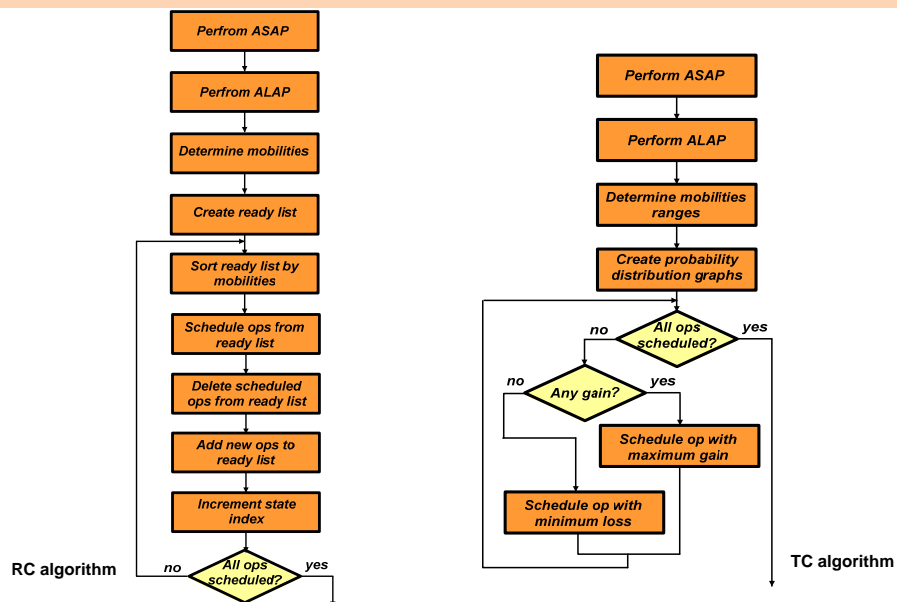 Perfrom ASAP
Perfrom ALAP
Determine mobilities
Create ready list
Sort ready list by
mobilities
Schedule ops from
ready list
Delete scheduled
ops from ready list
Add new ops to
ready list
Increment state
index
All ops
scheduled?
no
yes
RC algorithm
Perform ASAP
Perform ALAP
Determine mobilities
ranges
Create probability
distribution graphs
All ops
scheduled?
no
yes
Any gain?
no
yes
Schedule op with
maximum gain
Schedule op with
minimum loss
TC algorithm